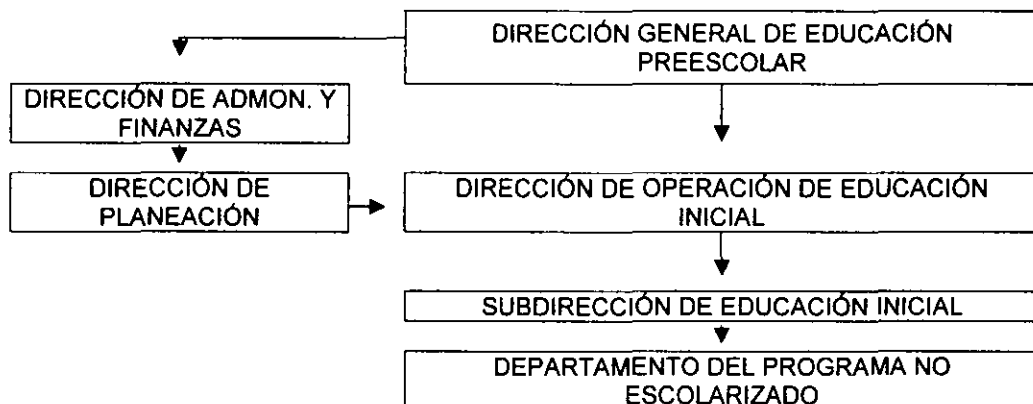 DIRECCIÓN GENERAL DE EDUCACIÓN
PREESCOLAR
DIRECCIÓN DE ADMON. Y
FINANZAS
DIRECCIÓN DE
PLANEACIÓN
DIRECCIÓN DE OPERACIÓN DE EDUCACIÓN
INICIAL
SUBDIRECCIÓN DE EDUCACIÓN INICIAL
DEPARTAMENTO DEL PROGRAMA NO
ESCOLARIZADO